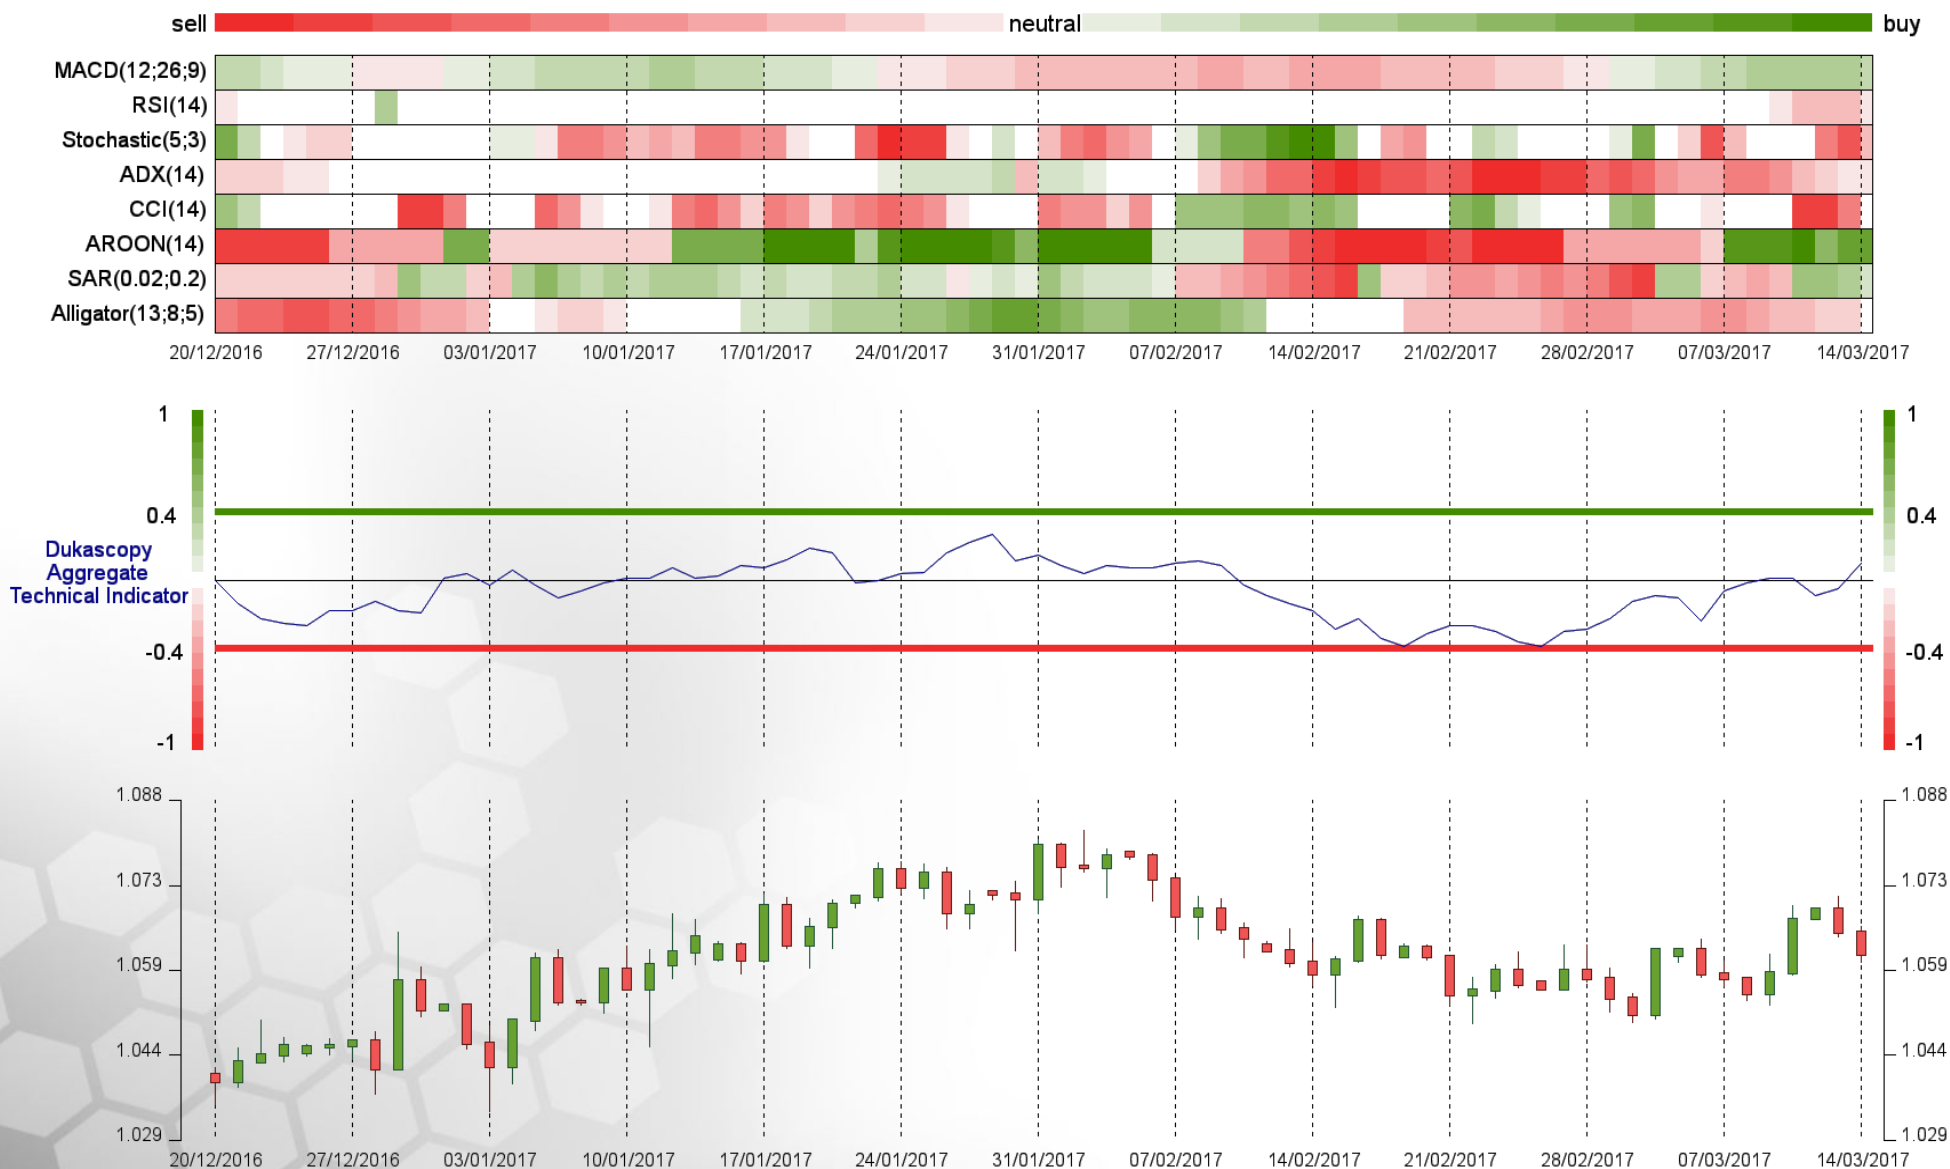 sell neutral buy
MACD(12;26;9)
RSI(14)
Stochastic(5;3)
ADX(14)
CCI(14)
AROON(14)
SAR(0.02;0.2)
Alligator(13;8;5)
20/12/2016 27/12/2016 03/01/2017 10/01/2017 17/01/2017 24/01/2017 31/01/2017 07/02/2017 14/02/2017 21/02/2017 28/02/2017 07/03/2017 14/03/2017
1 1
0.4 0.4
Dukascopy
Aggregate
Technical Indicator
-0.4 -0.4
-1 -1
1.088 1.088
1.073 1.073
1.059 1.059
1.044 1.044
1.029 1.029
20/12/2016 27/12/2016 03/01/2017 10/01/2017 17/01/2017 24/01/2017 31/01/2017 07/02/2017 14/02/2017 21/02/2017 28/02/2017 07/03/2017 14/03/2017